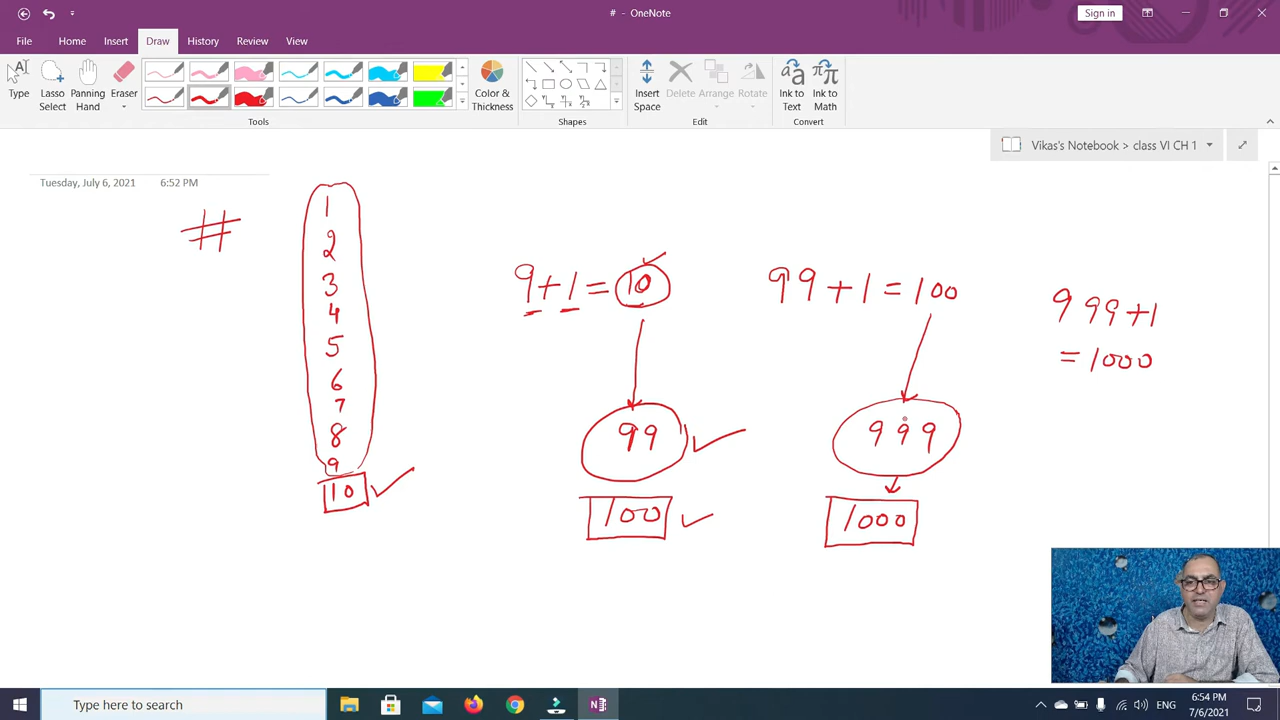 # - OneNote
Sign in
File Home Insert Draw History Review View
Type
Lasso Select
Panning Hand
Eraser
Color & Thickness
Insert Space
Delete
Arrange
Rotate
Ink to Text
Ink to Math
Tools
Shapes
Edit
Convert
Vikas's Notebook > class VI CH 1
Tuesday, July 6, 2021 6:52 PM
#
1
2
3
4
5
6
7
8
9
10
9+1=10
99
100
99+1=100
999
1000
999+1
=1000
Type here to search
ENG
6:54 PM
7/6/2021